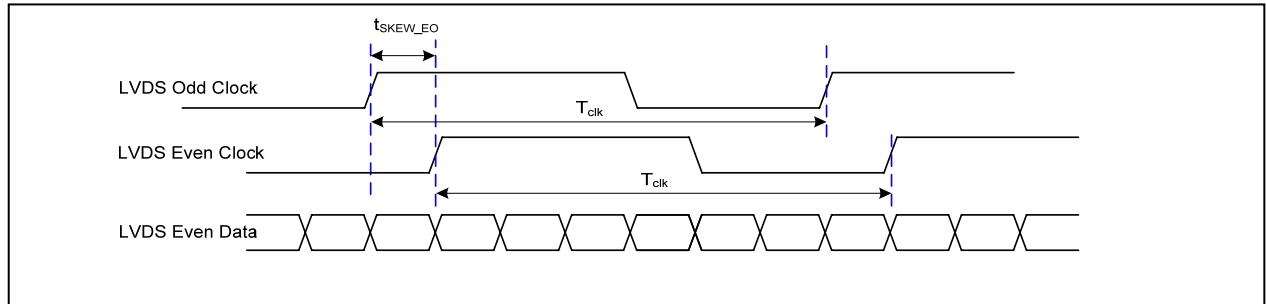 tSKEW_EO
LVDS Odd Clock
Tclk
LVDS Even Clock
Tclk
LVDS Even Data